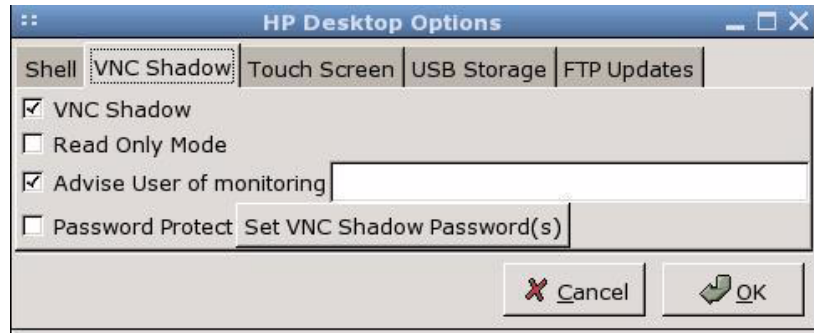 HP Desktop Options
Shell VNC Shadow Touch Screen USB Storage FTP Updates
VNC Shadow
Read Only Mode
Advise User of monitoring
Password Protect Set VNC Shadow Password(s)
Cancel OK